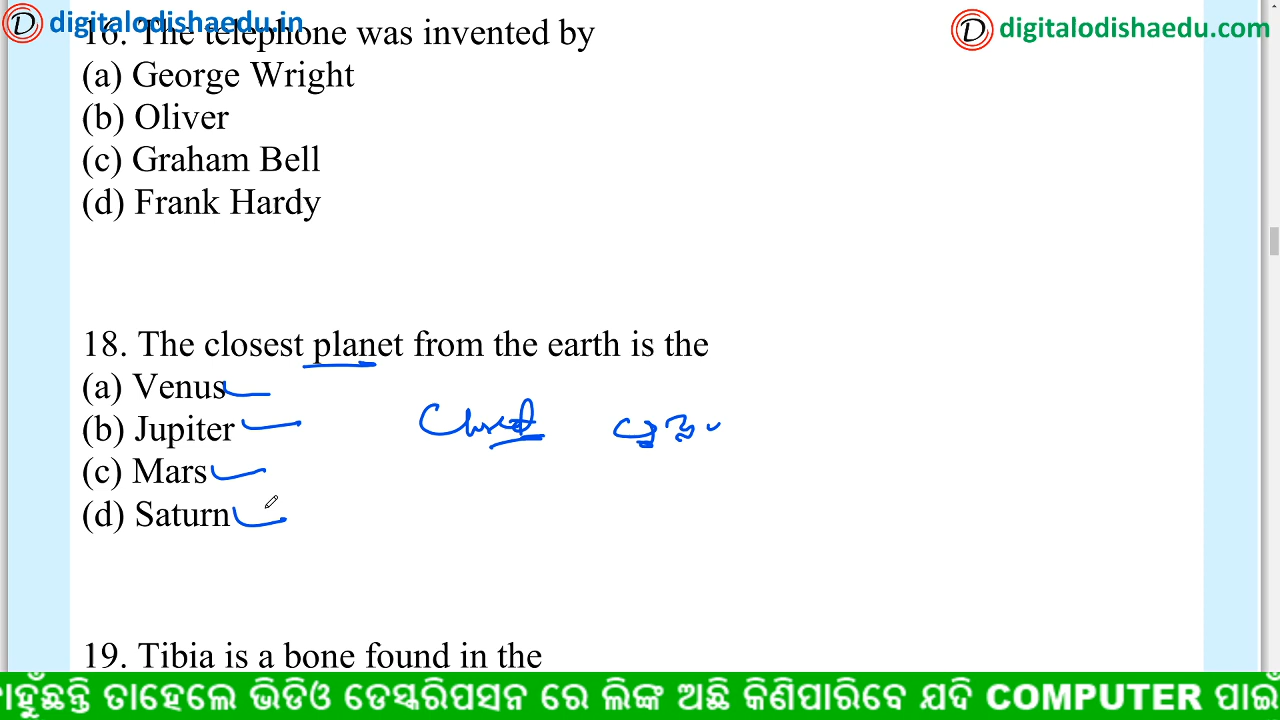 digitalodishaedu.in
digitalodishaedu.com
16. The telephone was invented by
(a) George Wright
(b) Oliver
(c) Graham Bell
(d) Frank Hardy
18. The closest planet from the earth is the
(a) Venus
(b) Jupiter
Closest
(c) Mars
(d) Saturn
19. Tibia is a bone found in the
ଚାହୁଁଛନ୍ତି ତାହେଲେ ଭିଡିଓ ଡେସ୍କରିପସନ ରେ ଲିଙ୍କ ଅଛି କିଣିପାରିବେ ଯଦି COMPUTER ପାଇଁ